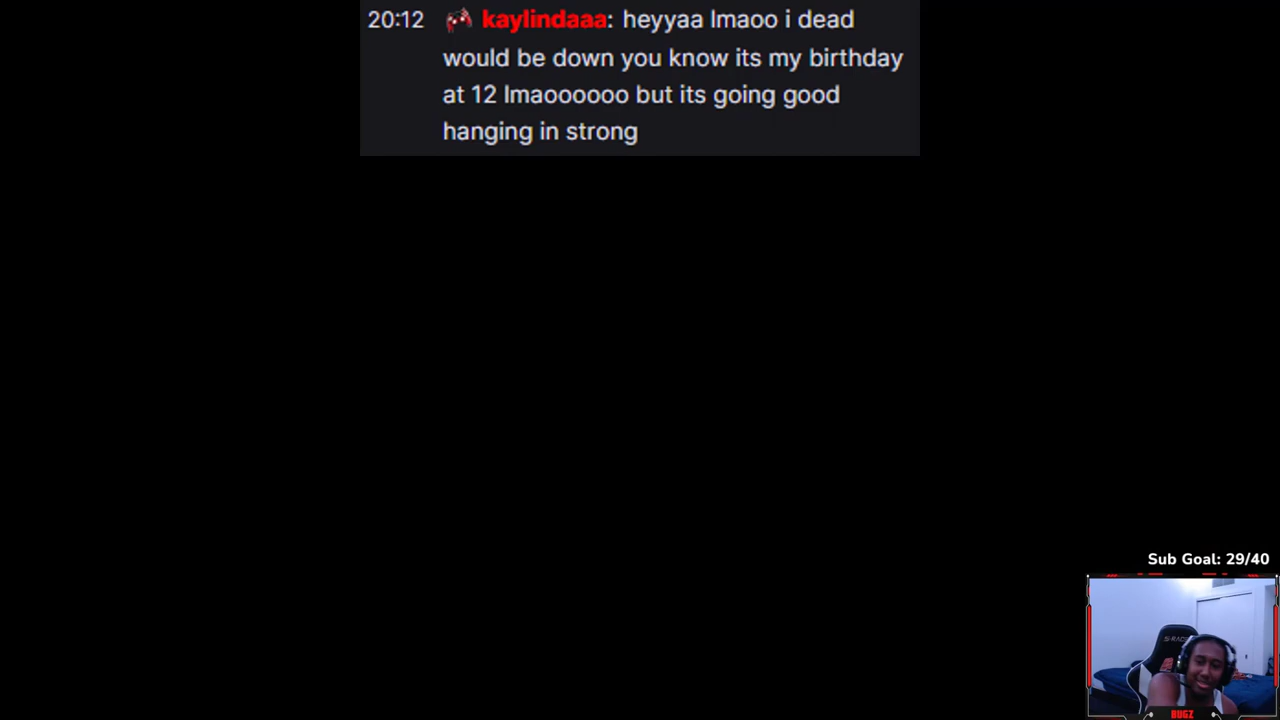 20:12 kaylindaaa: heyyaa lmaoo i dead
would be down you know its my birthday
at 12 lmaoooooo but its going good
hanging in strong
Sub Goal: 29/40
BUGZ